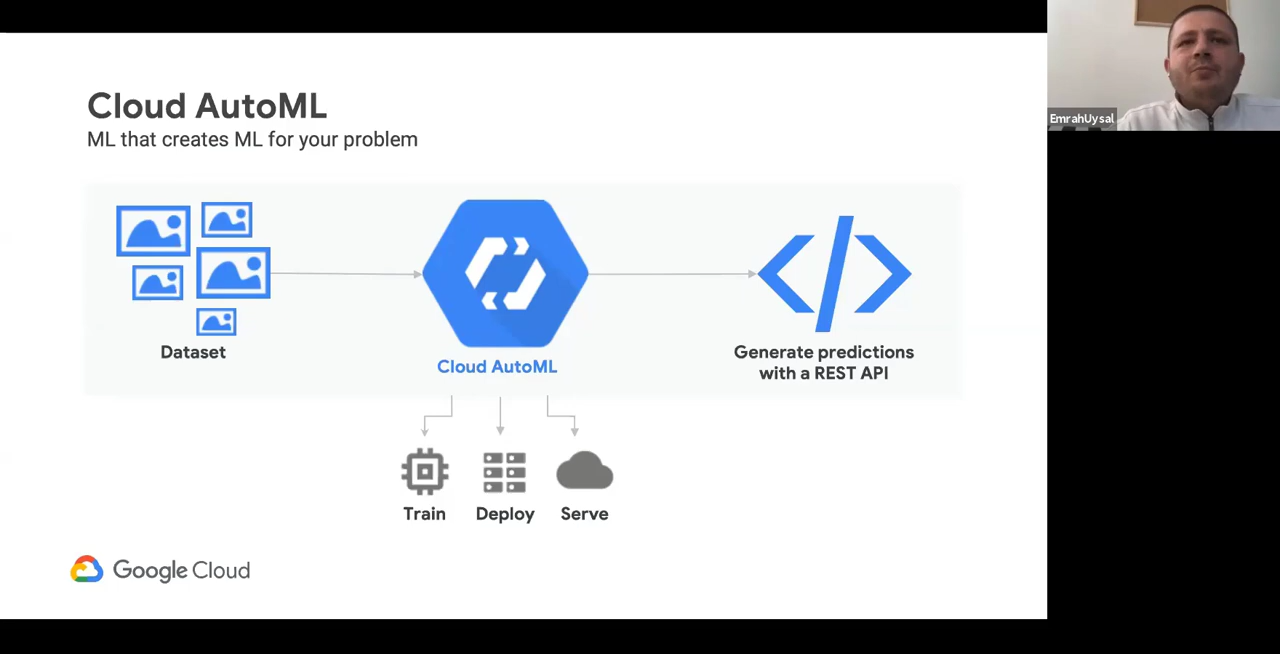 Cloud AutoML
ML that creates ML for your problem
EmrahUysal
Dataset
Cloud AutoML
Generate predictions
with a REST API
Train
Deploy
Serve
Google Cloud